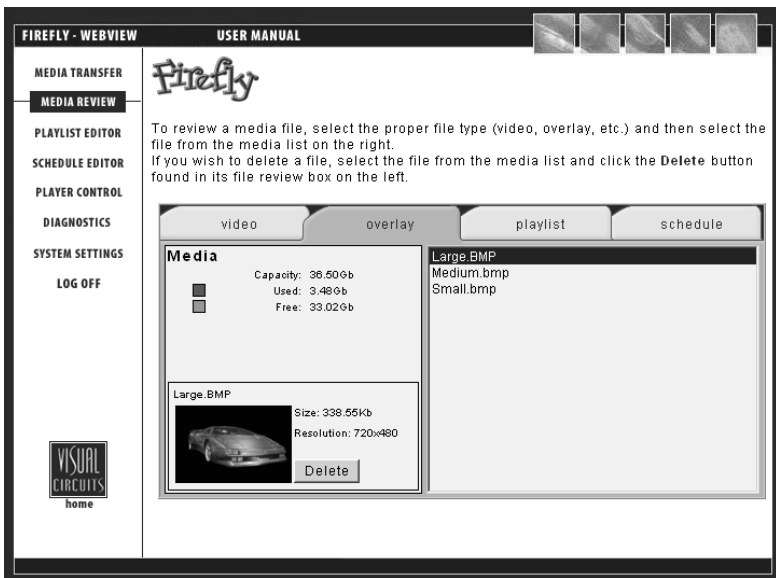 FIREFLY - WEBVIEW
USER MANUAL
MEDIA TRANSFER
MEDIA REVIEW
PLAYLIST EDITOR
SCHEDULE EDITOR
PLAYER CONTROL
DIAGNOSTICS
SYSTEM SETTINGS
LOG OFF
VISUAL
CIRCUITS
home
Firefly
To review a media file, select the proper file type (video, overlay, etc.) and then select the
file from the media list on the right.
If you wish to delete a file, select the file from the media list and click the Delete button
found in its file review box on the left.
video
overlay
playlist
schedule
Media
Capacity: 36.50Gb
Used: 3.48Gb
Free: 33.02Gb
Large.BMP
Size: 338.55Kb
Resolution: 720x480
Delete
Large.BMP
Medium.bmp
Small.bmp